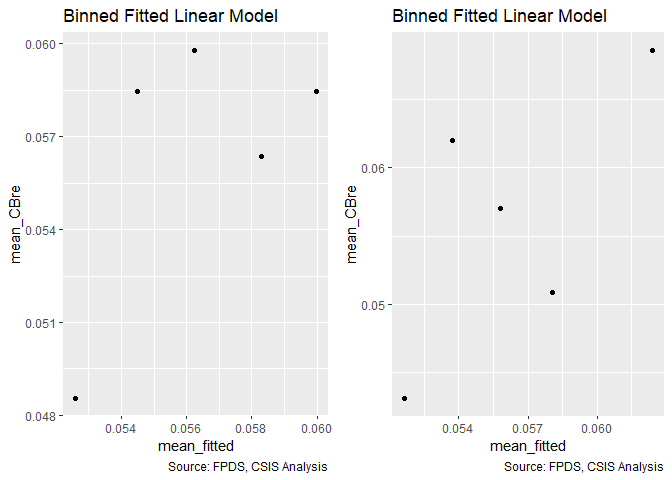 Binned Fitted Linear Model
0.060
0.057
0.054
0.051
0.048
mean_CBre
0.054
0.056
0.058
0.060
mean_fitted
Source: FPDS, CSIS Analysis
Binned Fitted Linear Model
0.06
0.05
mean_CBre
0.054
0.057
0.060
mean_fitted
Source: FPDS, CSIS Analysis